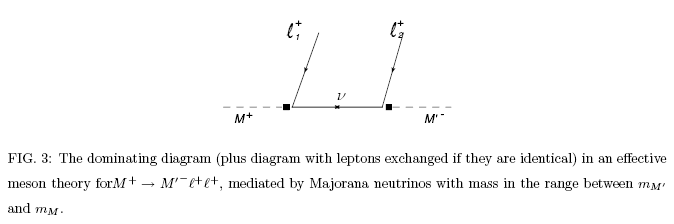 ℓ₁⁺ ℓ₂⁺
ν
M⁺ M′⁻
FIG. 3: The dominating diagram (plus diagram with leptons exchanged if they are identical) in an effective
meson theory forM⁺ → M′⁻ℓ⁺ℓ⁺, mediated by Majorana neutrinos with mass in the range between m_{M′}
and m_M.